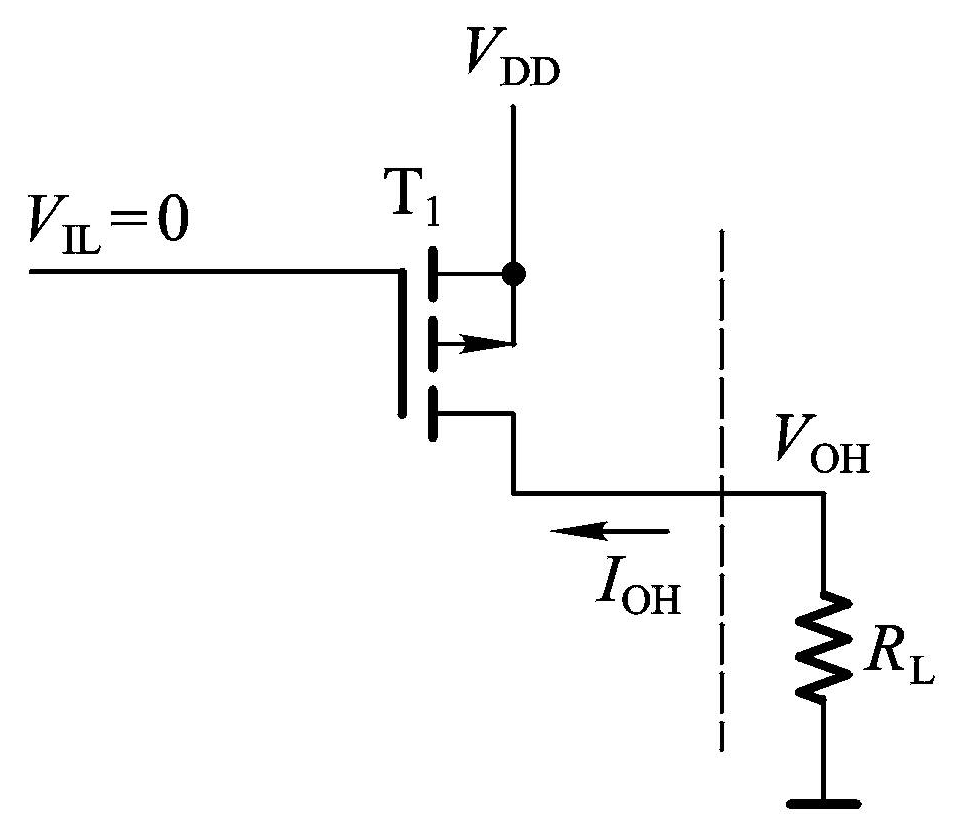 V_DD
T_1
V_IL=0
V_OH
I_OH
R_L